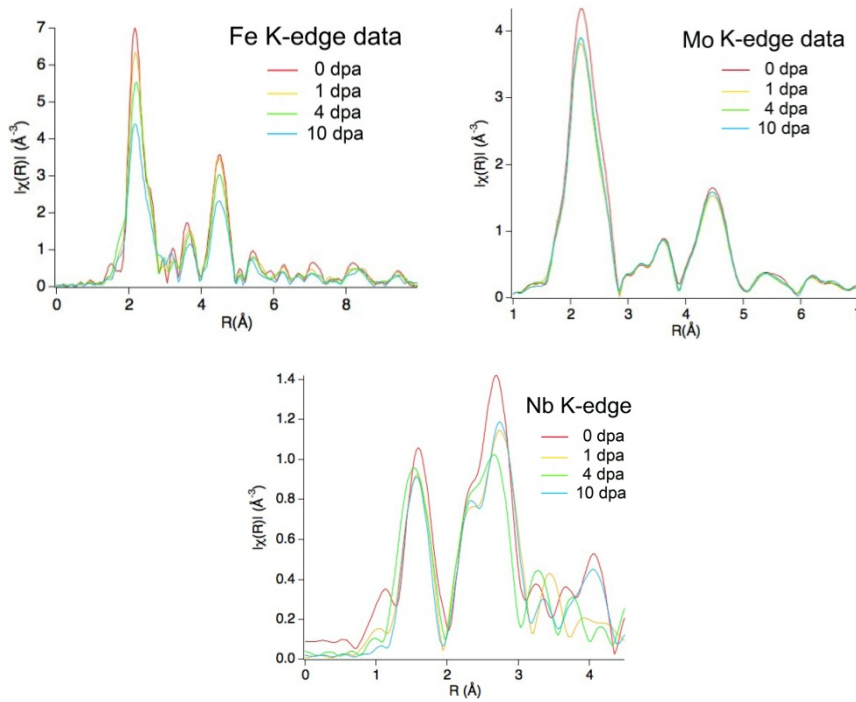 Fe K-edge data
0 dpa
1 dpa
4 dpa
10 dpa
|χ(R)| (Å⁻³)
7
6
5
4
3
2
1
0
0 2 4 6 8
R(Å)
Mo K-edge data
0 dpa
1 dpa
4 dpa
10 dpa
|χ(R)| (Å⁻³)
4
3
2
1
0
1 2 3 4 5 6
R(Å)
Nb K-edge
0 dpa
1 dpa
4 dpa
10 dpa
|χ(R)| (Å⁻³)
1.4
1.2
1.0
0.8
0.6
0.4
0.2
0.0
0 1 2 3 4
R (Å)